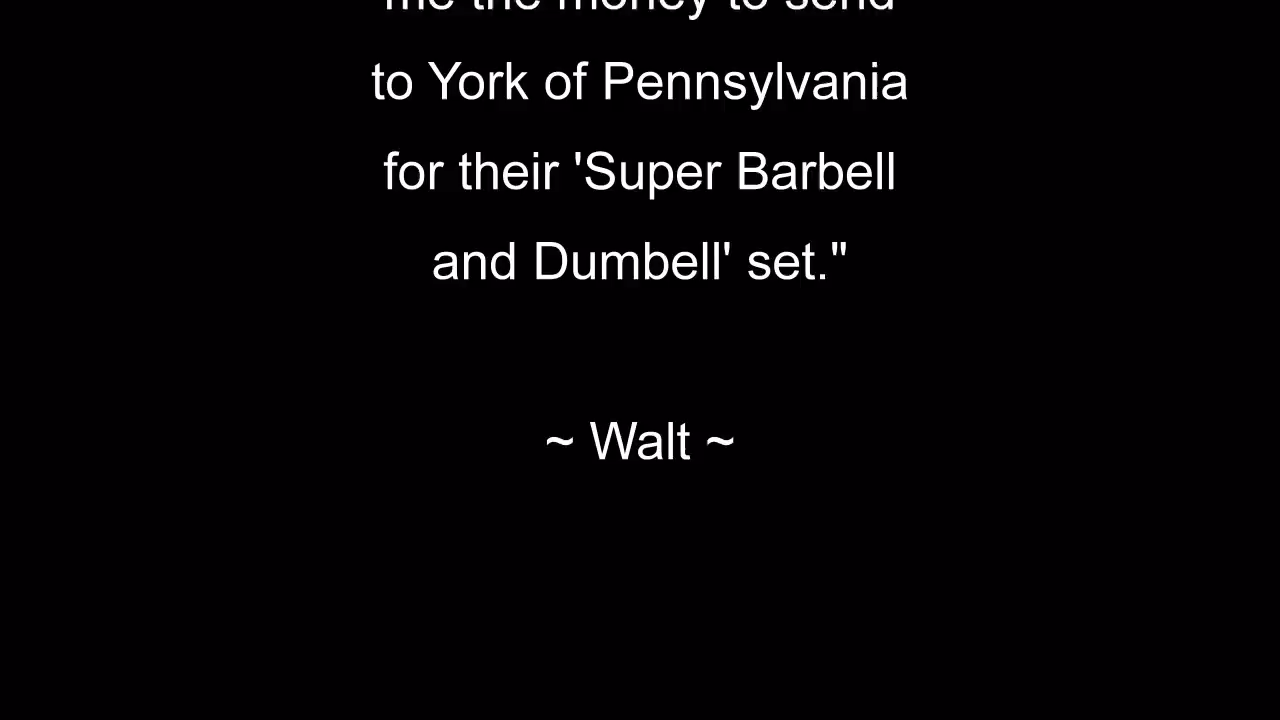 me the money to send
to York of Pennsylvania
for their 'Super Barbell
and Dumbell' set."
~ Walt ~